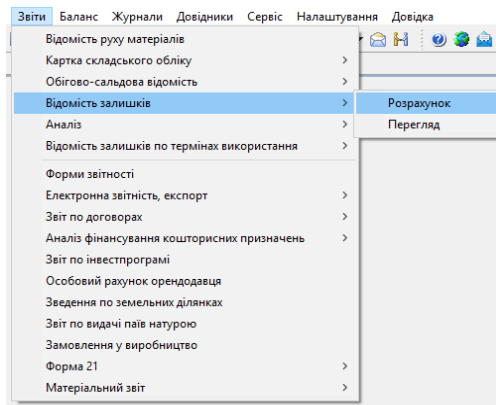 Звіти Баланс Журнали Довідники Сервіс Налаштування Довідка
Відомість руху матеріалів
Картка складського обліку
Обігово-сальдова відомість
Відомість залишків
Розрахунок
Аналіз
Перегляд
Відомість залишків по термінах використання
Форми звітності
Електронна звітність, експорт
Звіт по договорах
Аналіз фінансування кошторисних призначень
Звіт по інвестпрограмі
Особовий рахунок орендодавця
Зведення по земельних ділянках
Звіт по видачі паїв натурою
Замовлення у виробництво
Форма 21
Матеріальний звіт